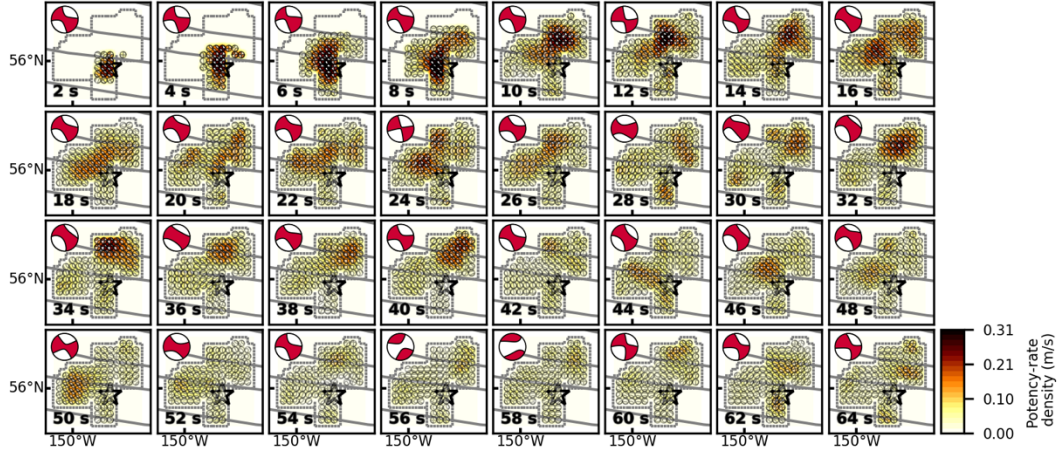 56°N
2 s 4 s 6 s 8 s 10 s 12 s 14 s 16 s
56°N
18 s 20 s 22 s 24 s 26 s 28 s 30 s 32 s
56°N
34 s 36 s 38 s 40 s 42 s 44 s 46 s 48 s
56°N
50 s 52 s 54 s 56 s 58 s 60 s 62 s 64 s
150°W 150°W 150°W 150°W 150°W 150°W 150°W 150°W
0.31
0.21
0.10
0.00
Potency-rate
density (m/s)